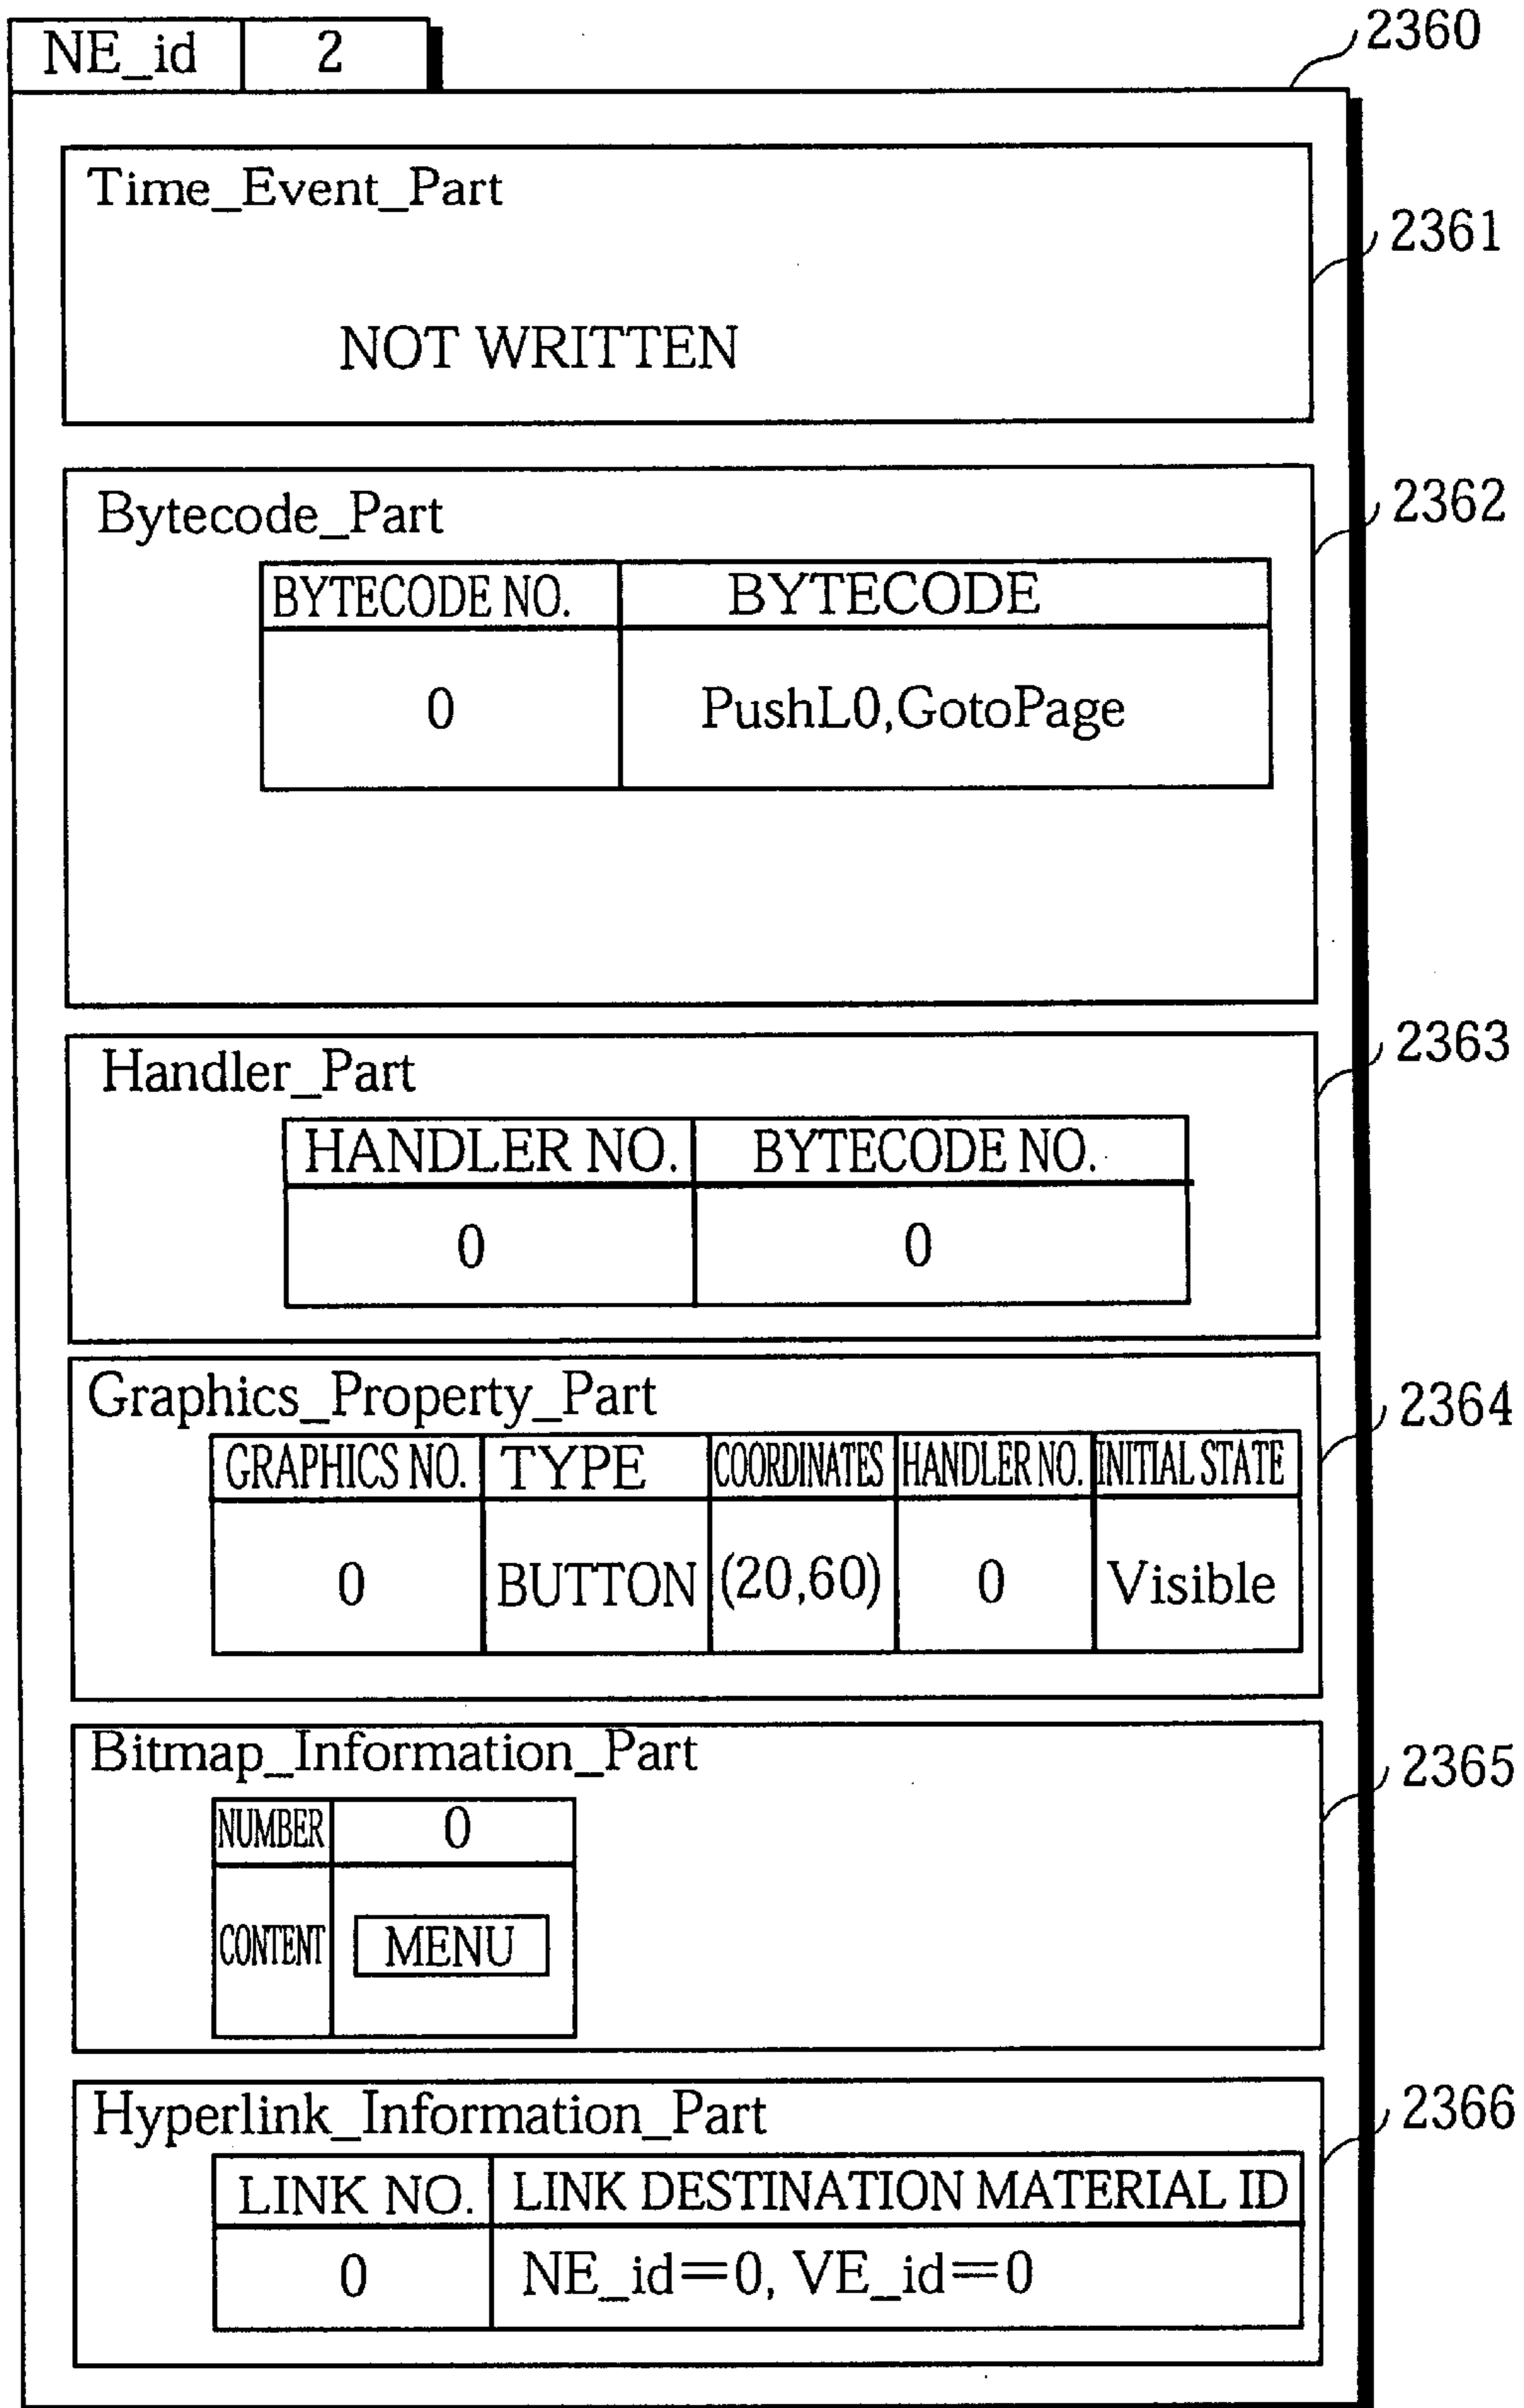 NE_id 2
2360
Time_Event_Part
2361
NOT WRITTEN
2362
Bytecode_Part
BYTECODE NO. BYTECODE
0 PushL0,GotoPage
2363
Handler_Part
HANDLER NO. BYTECODE NO.
0 0
Graphics_Property_Part
2364
GRAPHICS NO. TYPE COORDINATES HANDLER NO. INITIAL STATE
0 BUTTON (20,60) 0 Visible
Bitmap_Information_Part
2365
NUMBER 0
CONTENT MENU
Hyperlink_Information_Part
2366
LINK NO. LINK DESTINATION MATERIAL ID
0 NE_id=0, VE_id=0